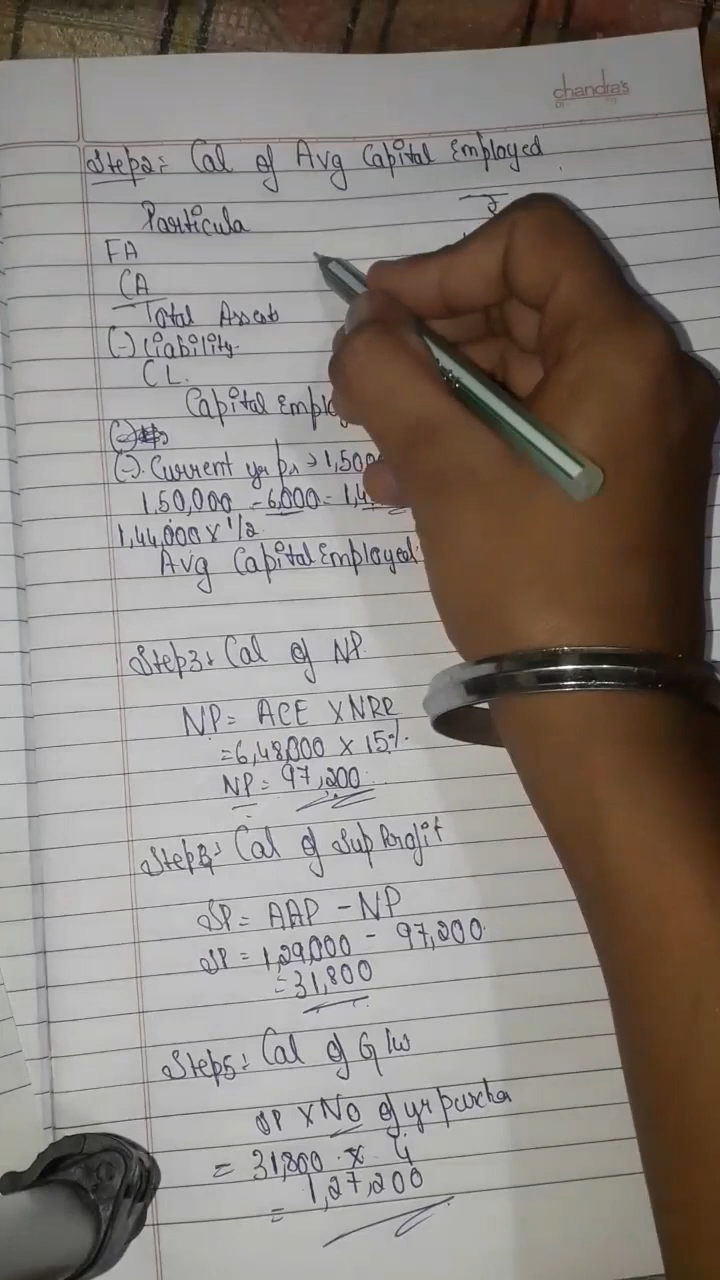 chandra's
Step2: Cal of Avg Capital Employed
Particula ₹
FA
CA
Total Assets
(-) Liability
CL.
Capital Emplo
(-)
(-) Current yr pr → 1,500
1,50,000 - 6,000 = 1,4
1,44,000 x 1/2
Avg Capital Employed
Step3: Cal of NP
NP = ACE X NRR
= 6,48,000 X 15%
NP = 97,200
Step4: Cal of Sup Profit
SP = AAP - NP
SP = 1,29,000 - 97,200
= 31,800
Step5: Cal of G/w
SP X No of yr purcha
= 31,800 x 4
= 1,27,200